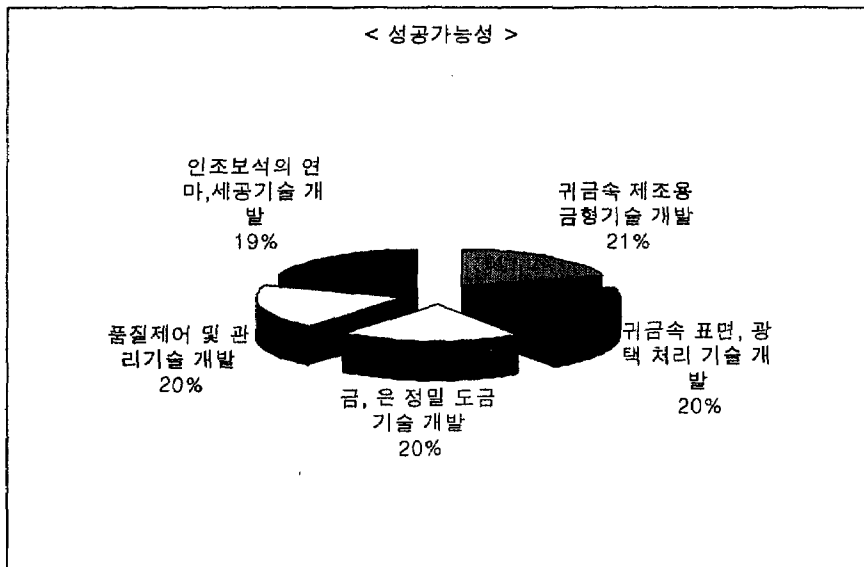 < 성공가능성 >
인조보석의 연
마,세공기술 개
발
19%
귀금속 제조용
금형기술 개발
21%
품질제어 및 관
리기술 개발
20%
귀금속 표면, 광
택 처리 기술 개
발
20%
금, 은 정밀 도금
기술 개발
20%